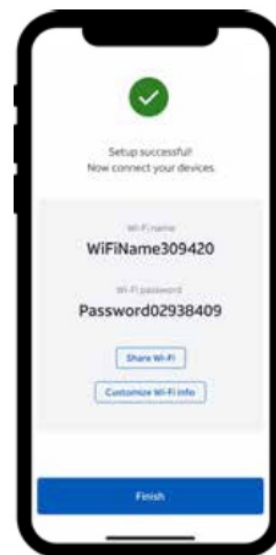 Setup successful!
Now connect your devices.
Wi-Fi name
WiFiName309420
Wi-Fi password
Password02938409
Share Wi-Fi
Customize Wi-Fi info
Finish